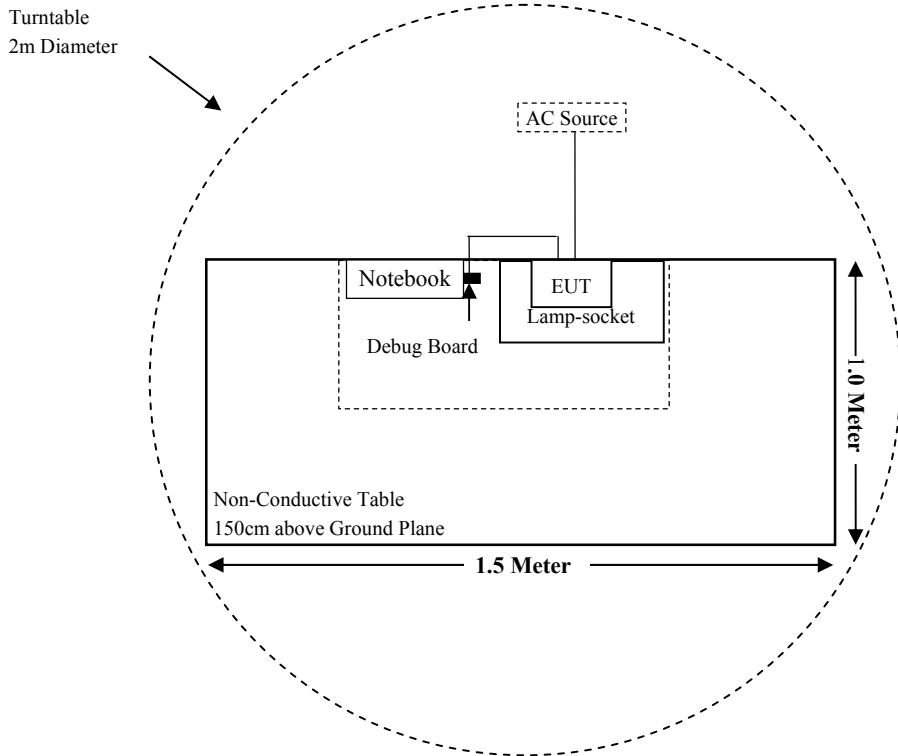 Turntable
2m Diameter
AC Source
Notebook
EUT
Lamp-socket
Debug Board
1.0 Meter
Non-Conductive Table
150cm above Ground Plane
1.5 Meter